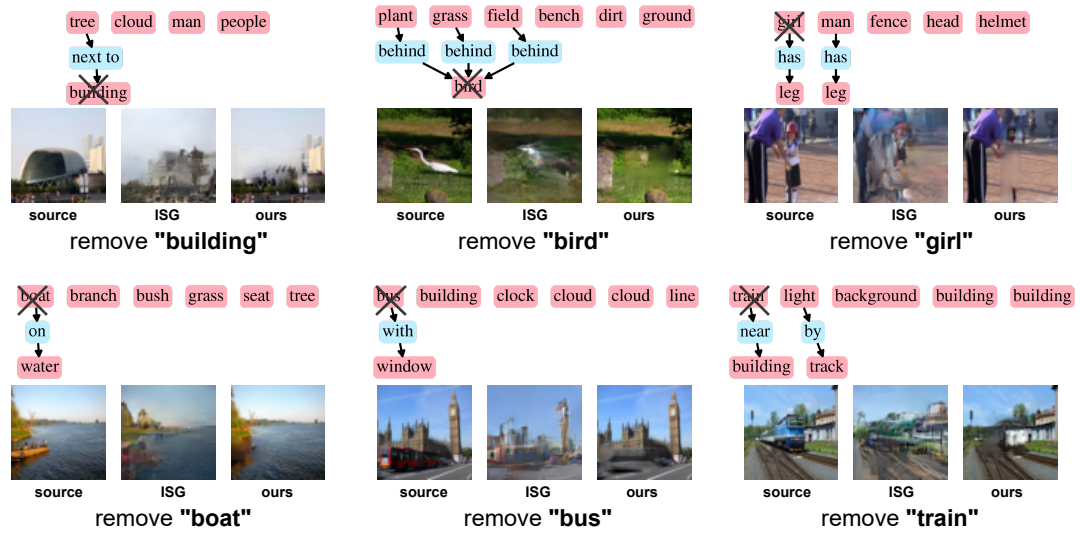 tree cloud man people
next to
building
source ISG ours
remove "building"
plant grass field bench dirt ground
behind behind behind
bird
source ISG ours
remove "bird"
girl man fence head helmet
has has
leg leg
source ISG ours
remove "girl"
boat branch bush grass seat tree
on
water
source ISG ours
remove "boat"
bus building clock cloud cloud line
with
window
source ISG ours
remove "bus"
train light background building building
near by
building track
source ISG ours
remove "train"